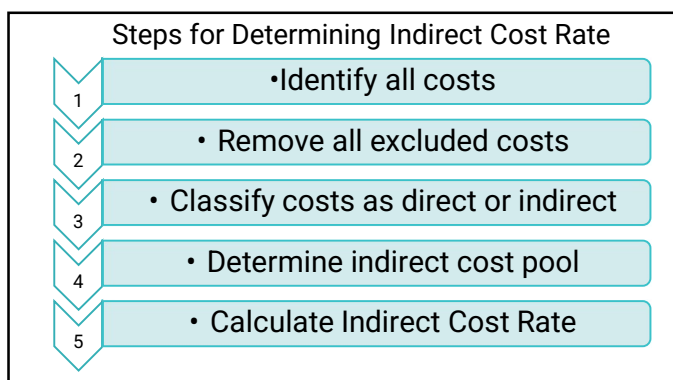 Steps for Determining Indirect Cost Rate
1
•Identify all costs
2
• Remove all excluded costs
3
• Classify costs as direct or indirect
4
• Determine indirect cost pool
5
• Calculate Indirect Cost Rate